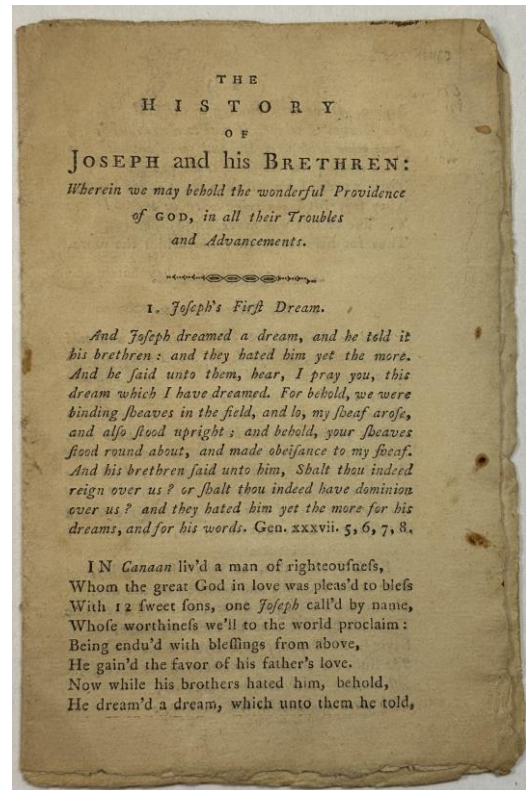 THE
HISTORY
OF
JOSEPH and his BRETHREN:
Wherein we may behold the wonderful Providence
of GOD, in all their Troubles
and Advancements.
1. Joſeph's Firſt Dream.
And Joſeph dreamed a dream, and he told it
his brethren: and they hated him yet the more.
And he ſaid unto them, hear, I pray you, this
dream which I have dreamed. For behold, we were
binding ſheaves in the field, and lo, my ſheaf aroſe,
and alſo ſtood upright; and behold, your ſheaves
ſtood round about, and made obeiſance to my ſheaf.
And his brethren ſaid unto him, Shalt thou indeed
reign over us? or ſhalt thou indeed have dominion
over us? and they hated him yet the more for his
dreams, and for his words. Gen. xxxvii. 5, 6, 7, 8.
IN Canaan liv'd a man of righteouſneſs,
Whom the great God in love was pleas'd to bleſs
With 12 ſweet ſons, one Joſeph call'd by name,
Whoſe worthineſs we'll to the world proclaim:
Being endu'd with bleſſings from above,
He gain'd the favor of his father's love.
Now while his brothers hated him, behold,
He dream'd a dream, which unto them he told,